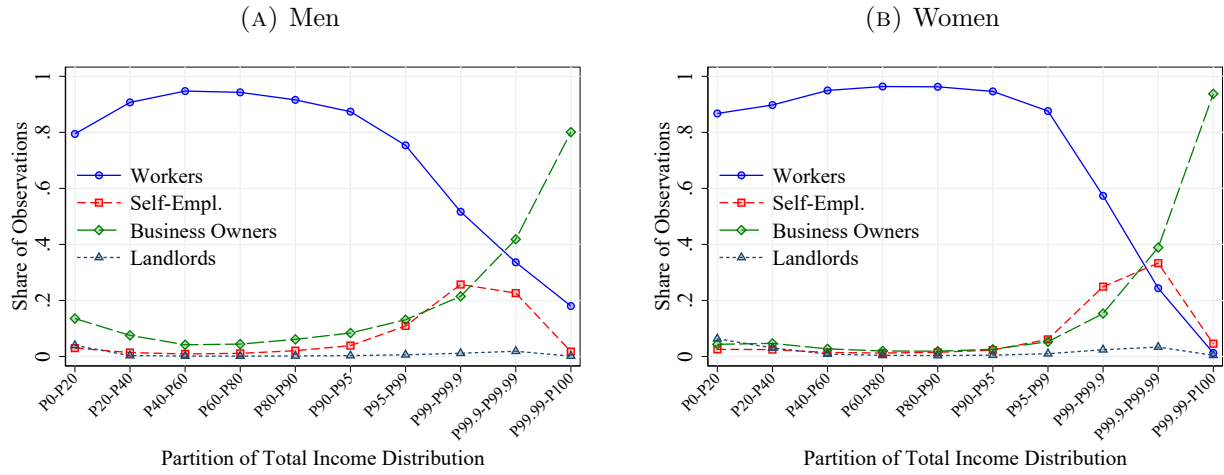 (A) Men
1
.8
.6
.4
.2
0
Share of Observations
Workers
Self-Empl.
Business Owners
Landlords
P0-P20
P20-P40
P40-P60
P60-P80
P80-P90
P90-P95
P95-P99
P99-P99.9
P99.9-P99.99
P99.99-P100
Partition of Total Income Distribution
(B) Women
1
.8
.6
.4
.2
0
Share of Observations
Workers
Self-Empl.
Business Owners
Landlords
P0-P20
P20-P40
P40-P60
P60-P80
P80-P90
P90-P95
P95-P99
P99-P99.9
P99.9-P99.99
P99.99-P100
Partition of Total Income Distribution